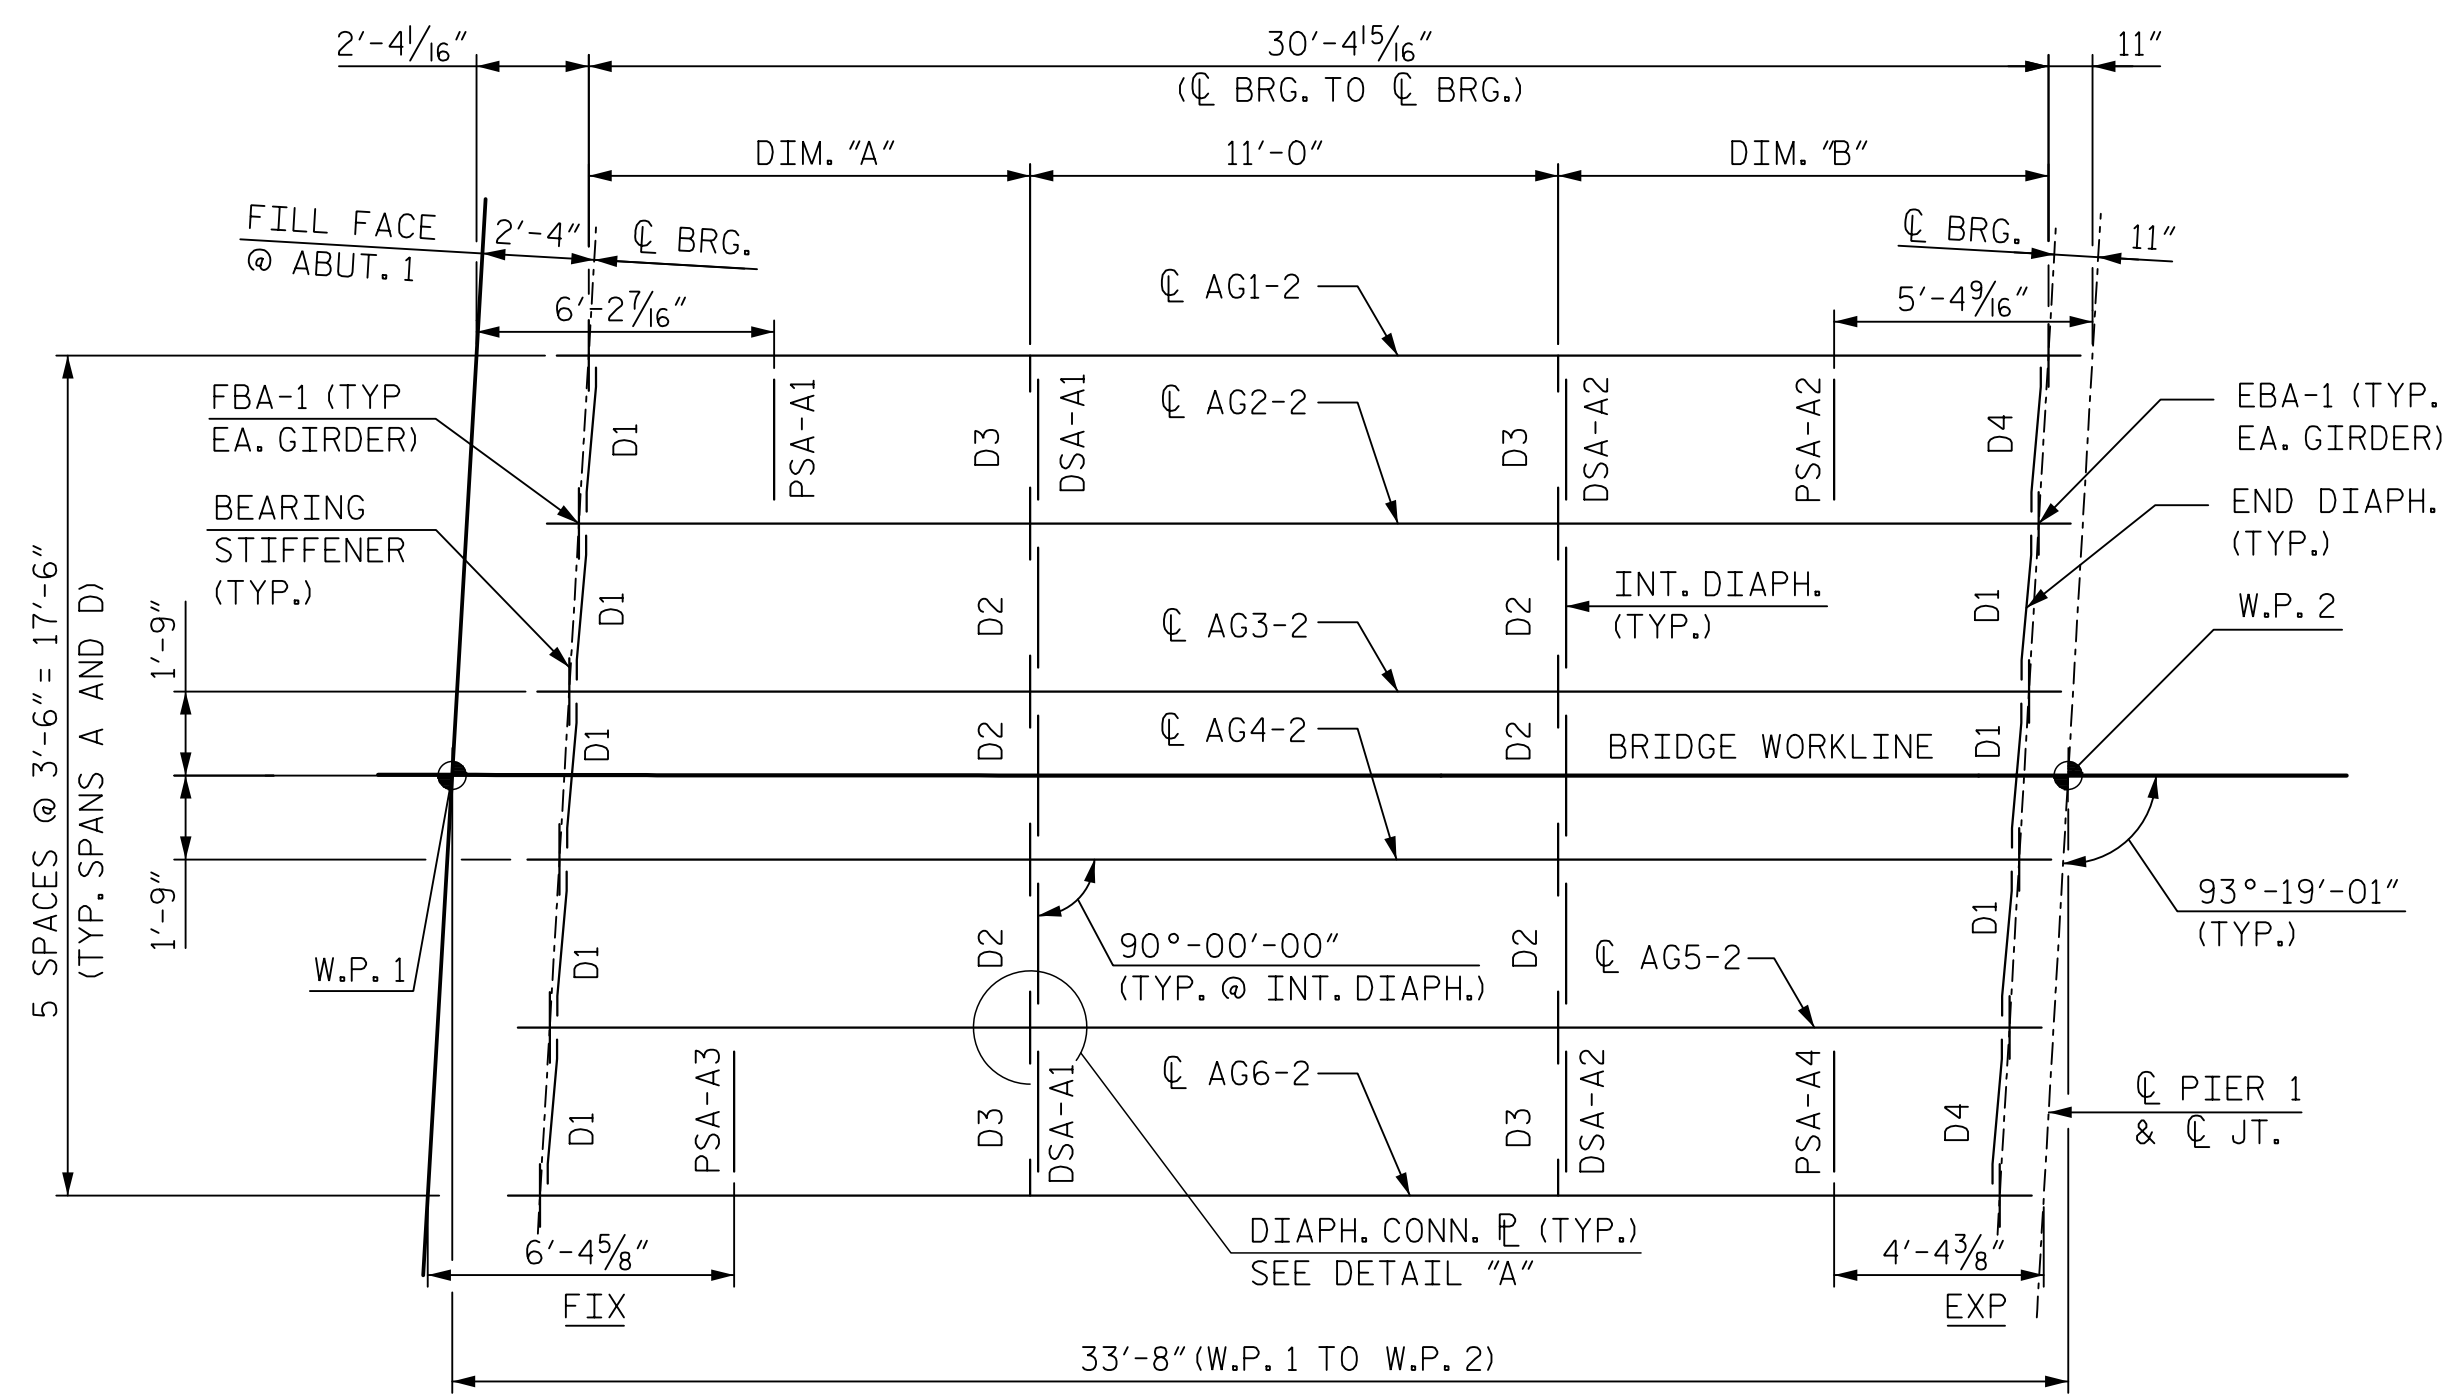 2'-4 1/16"
30'-4 15/16"
11"
(℄ BRG. TO ℄ BRG.)
DIM. "A"
11'-0"
DIM. "B"
FILL FACE
@ ABUT. 1
2'-4"
℄ BRG.
℄ BRG.
11"
6'-2 7/16"
℄ AG1-2
5'-4 9/16"
FBA-1 (TYP
EA. GIRDER)
D1
PSA-A1
D3
DSA-A1
℄ AG2-2
D3
DSA-A2
PSA-A2
D4
EBA-1 (TYP.
EA. GIRDER)
BEARING
STIFFENER
(TYP.)
END DIAPH.
(TYP.)
D1
D2
℄ AG3-2
D2
INT. DIAPH.
(TYP.)
D1
W.P. 2
5 SPACES @ 3'-6" = 17'-6"
(TYP. SPANS A AND D)
1'-9"
D1
D2
℄ AG4-2
D2
BRIDGE WORKLINE
D1
1'-9"
W.P. 1
D1
D2
90°-00'-00"
(TYP. @ INT. DIAPH.)
D2
℄ AG5-2
D1
93°-19'-01"
(TYP.)
D1
PSA-A3
D3
DSA-A1
℄ AG6-2
D3
DSA-A2
PSA-A4
D4
℄ PIER 1
& ℄ JT.
6'-4 5/8"
FIX
DIAPH. CONN. ⅊ (TYP.)
SEE DETAIL "A"
4'-4 3/8"
EXP
33'-8" (W.P. 1 TO W.P. 2)